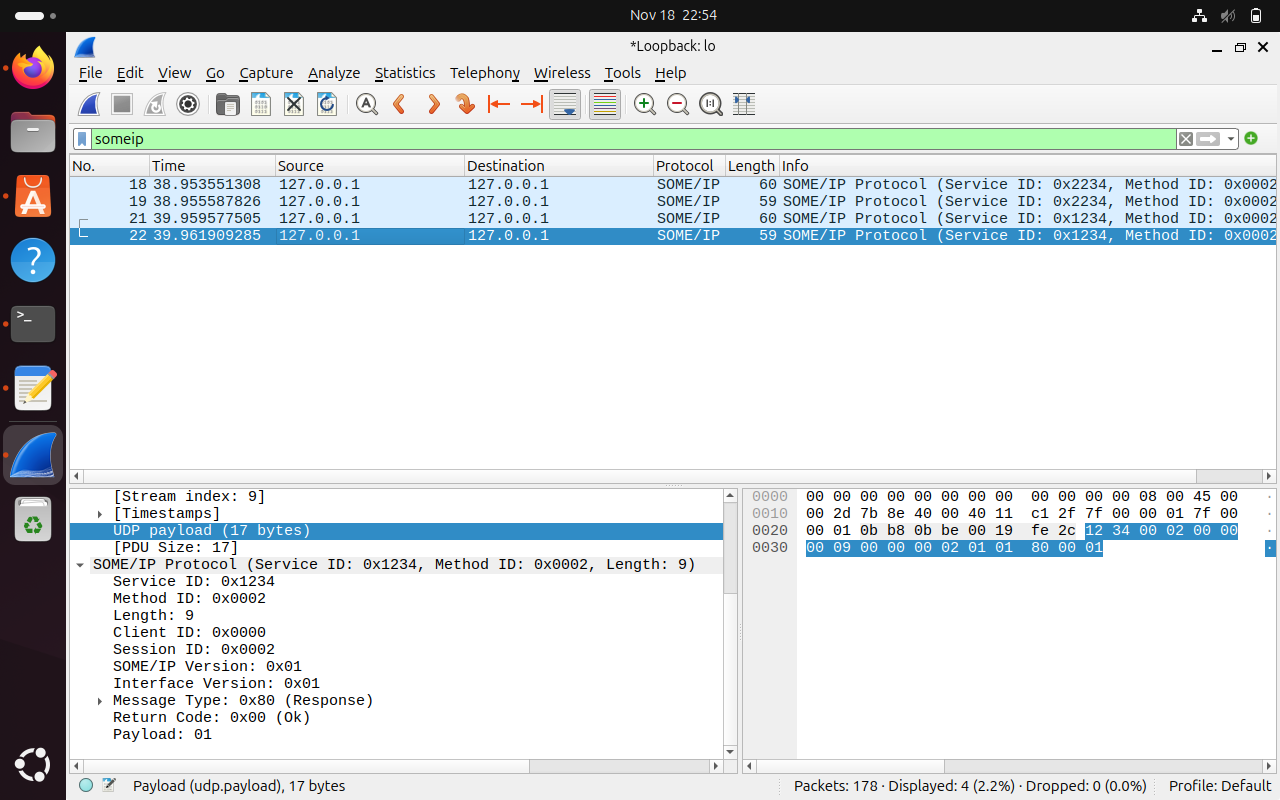 Nov 18 22:54
*Loopback: lo
File Edit View Go Capture Analyze Statistics Telephony Wireless Tools Help
someip
No. Time Source Destination Protocol Length Info
18 38.953551308 127.0.0.1 127.0.0.1 SOME/IP 60 SOME/IP Protocol (Service ID: 0x2234, Method ID: 0x0002
19 38.955587826 127.0.0.1 127.0.0.1 SOME/IP 59 SOME/IP Protocol (Service ID: 0x2234, Method ID: 0x0002
21 39.959577505 127.0.0.1 127.0.0.1 SOME/IP 60 SOME/IP Protocol (Service ID: 0x1234, Method ID: 0x0002
22 39.961909285 127.0.0.1 127.0.0.1 SOME/IP 59 SOME/IP Protocol (Service ID: 0x1234, Method ID: 0x0002
[Stream index: 9]
[Timestamps]
UDP payload (17 bytes)
[PDU Size: 17]
SOME/IP Protocol (Service ID: 0x1234, Method ID: 0x0002, Length: 9)
Service ID: 0x1234
Method ID: 0x0002
Length: 9
Client ID: 0x0000
Session ID: 0x0002
SOME/IP Version: 0x01
Interface Version: 0x01
Message Type: 0x80 (Response)
Return Code: 0x00 (Ok)
Payload: 01
0000 00 00 00 00 00 00 00 00 00 00 00 00 08 00 45 00
0010 00 2d 7b 8e 40 00 40 11 c1 2f 7f 00 00 01 7f 00
0020 00 01 0b b8 0b be 00 19 fe 2c 12 34 00 02 00 00
0030 00 09 00 00 00 02 01 01 80 00 01
Payload (udp.payload), 17 bytes
Packets: 178 · Displayed: 4 (2.2%) · Dropped: 0 (0.0%)
Profile: Default